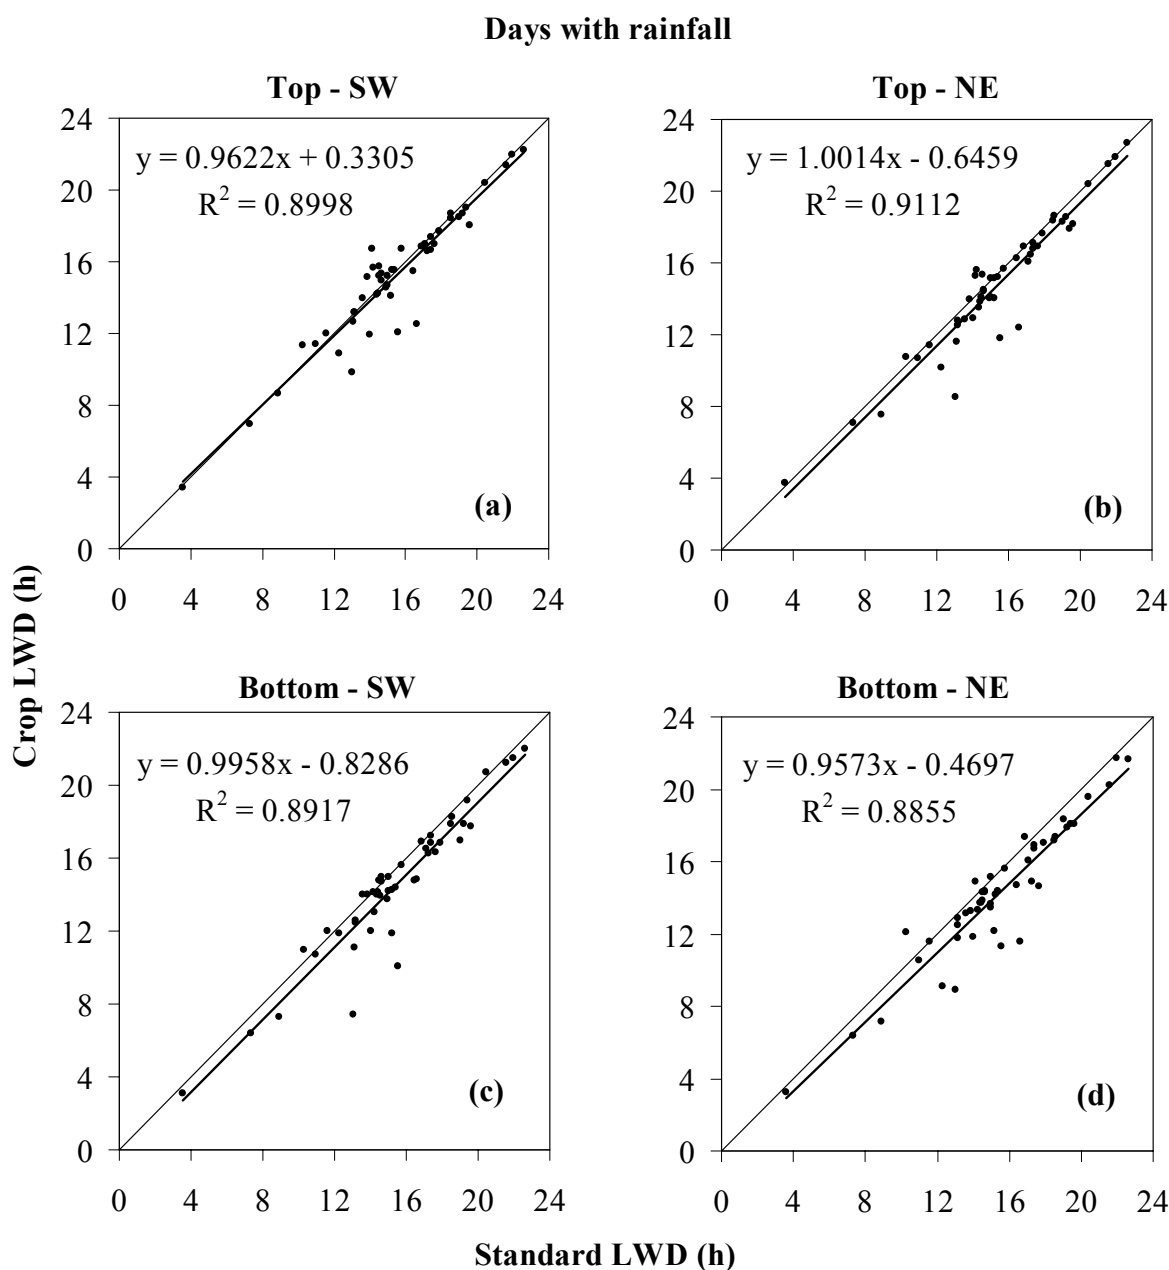 Days with rainfall
Top - SW
Top - NE
24
20
16
12
8
4
0
y = 0.9622x + 0.3305
R² = 0.8998
(a)
0 4 8 12 16 20 24
24
20
16
12
8
4
0
y = 1.0014x - 0.6459
R² = 0.9112
(b)
0 4 8 12 16 20 24
Crop LWD (h)
Bottom - SW
Bottom - NE
24
20
16
12
8
4
0
y = 0.9958x - 0.8286
R² = 0.8917
(c)
0 4 8 12 16 20 24
24
20
16
12
8
4
0
y = 0.9573x - 0.4697
R² = 0.8855
(d)
0 4 8 12 16 20 24
Standard LWD (h)